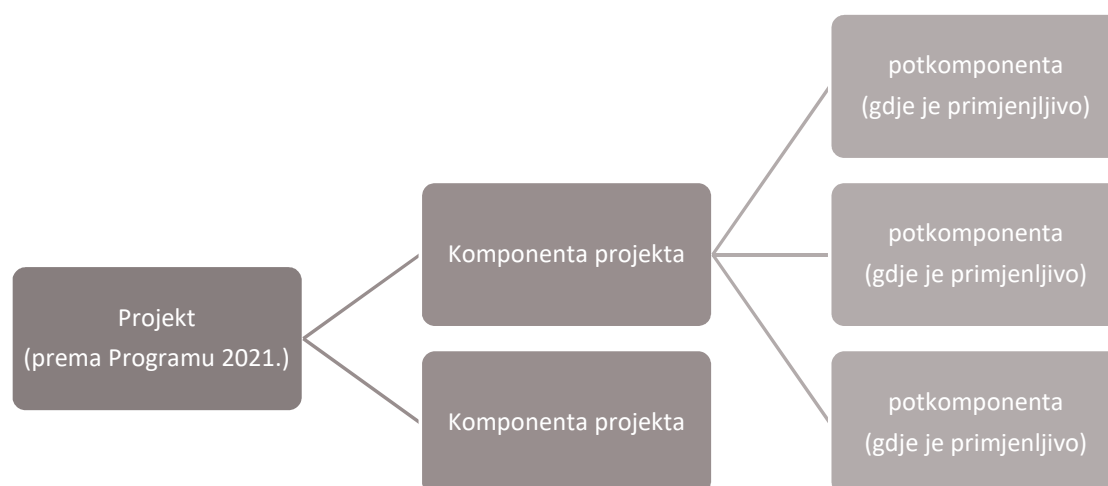 potkomponenta
(gdje je primjenjljivo)
Komponenta projekta
potkomponenta
(gdje je primjenljivo)
Projekt
(prema Programu 2021.)
Komponenta projekta
potkomponenta
(gdje je primjenljivo)